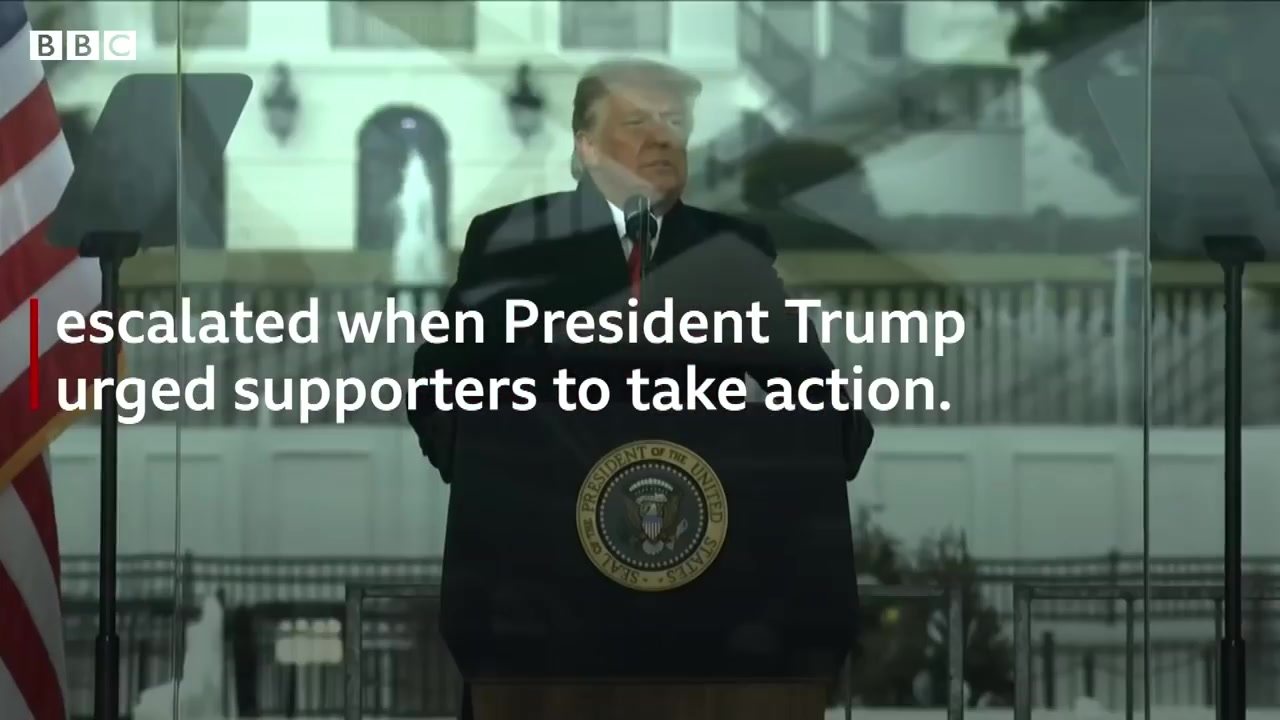 BBC
escalated when President Trump
urged supporters to take action.
SEAL OF THE PRESIDENT OF THE UNITED STATES